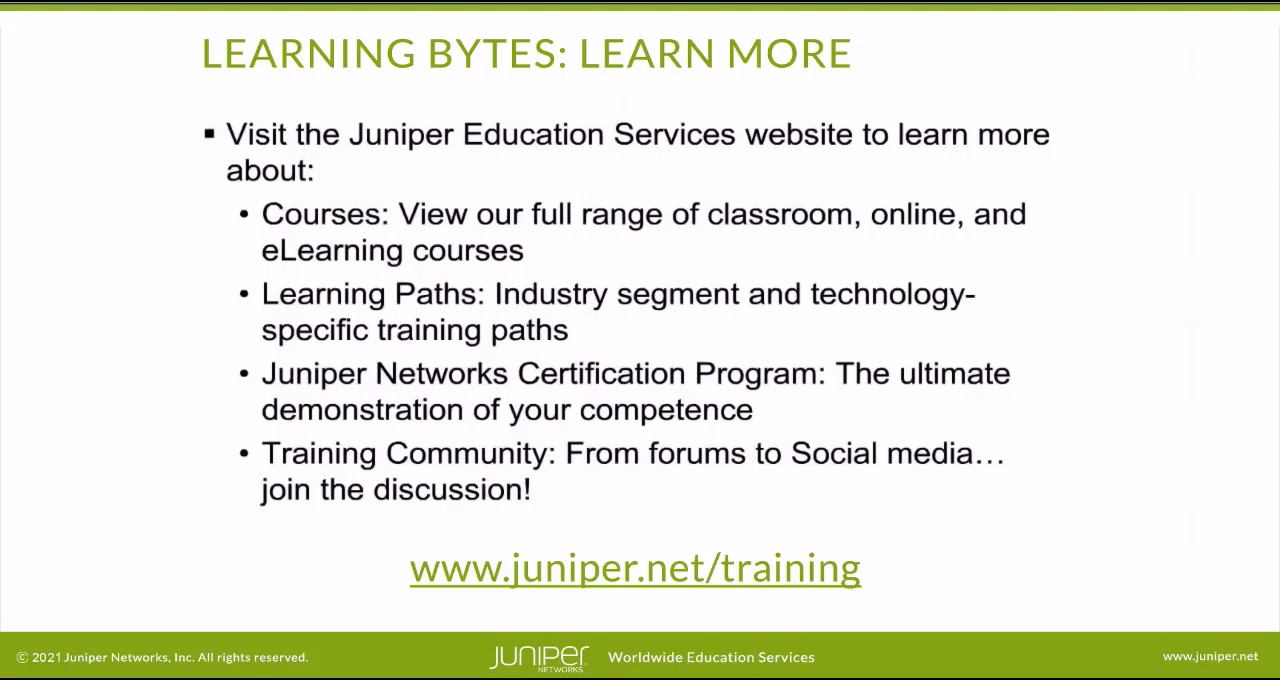 LEARNING BYTES: LEARN MORE
▪ Visit the Juniper Education Services website to learn more
about:
• Courses: View our full range of classroom, online, and
eLearning courses
• Learning Paths: Industry segment and technology-
specific training paths
• Juniper Networks Certification Program: The ultimate
demonstration of your competence
• Training Community: From forums to Social media…
join the discussion!
www.juniper.net/training
© 2021 Juniper Networks, Inc. All rights reserved.
JUNIPER
NETWORKS
Worldwide Education Services
www.juniper.net